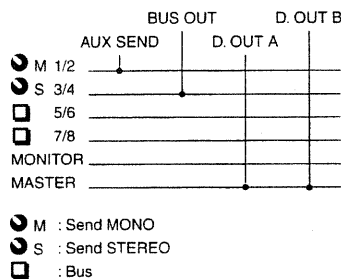 BUS OUT D. OUT B
AUX SEND D. OUT A
M 1/2
S 3/4
5/6
7/8
MONITOR
MASTER
M : Send MONO
S : Send STEREO
: Bus